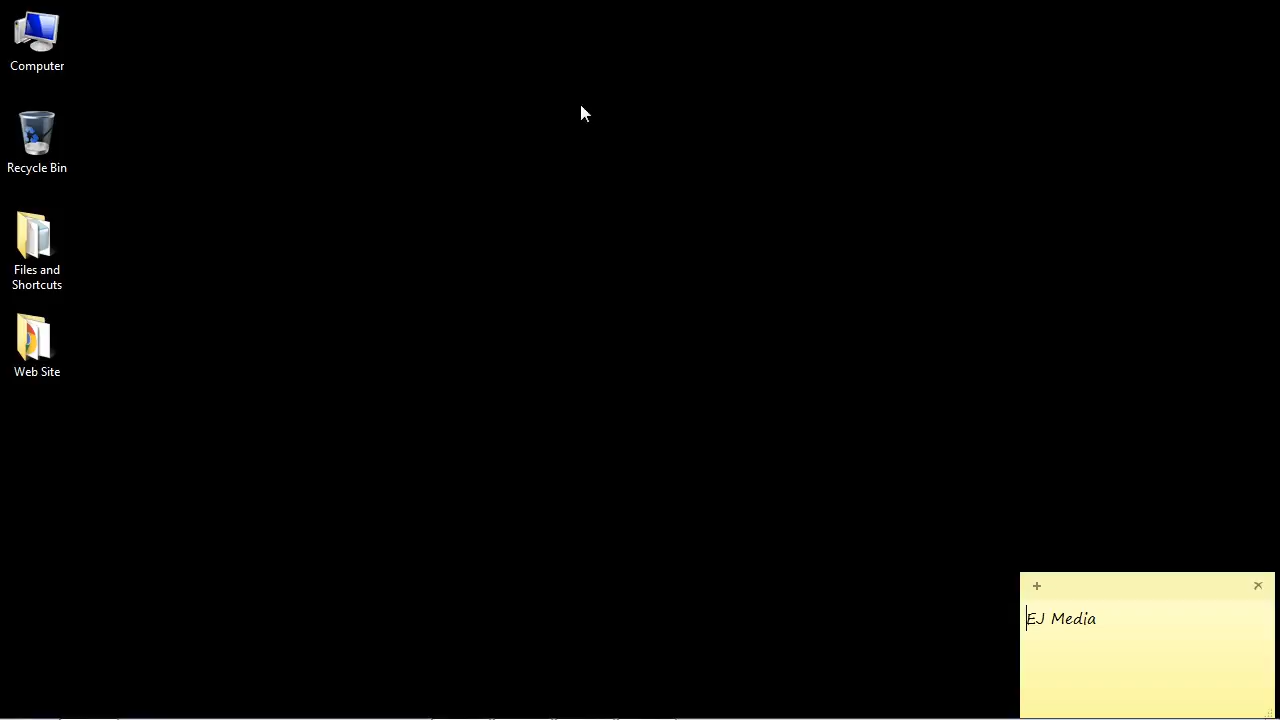 Computer
Recycle Bin
Files and
Shortcuts
Web Site
EJ Media